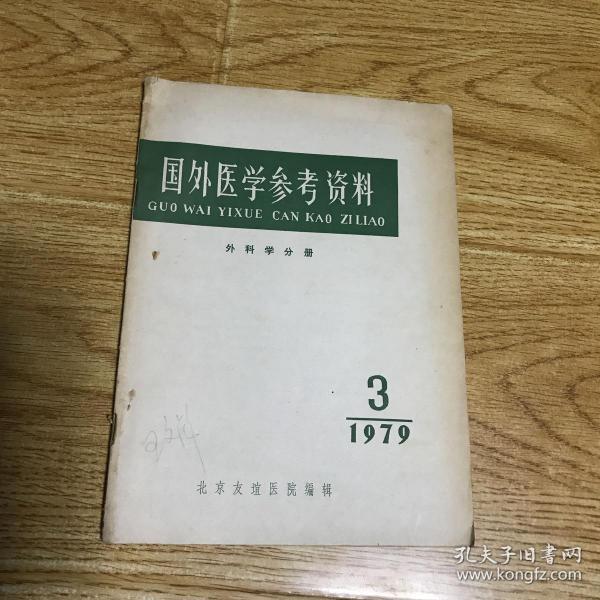 国外医学参考资料
GUO WAI YIXUE CAN KAO ZILIAO
外科学分册
3
1979
北京友谊医院编辑
孔夫子旧书网
www.kongfz.com